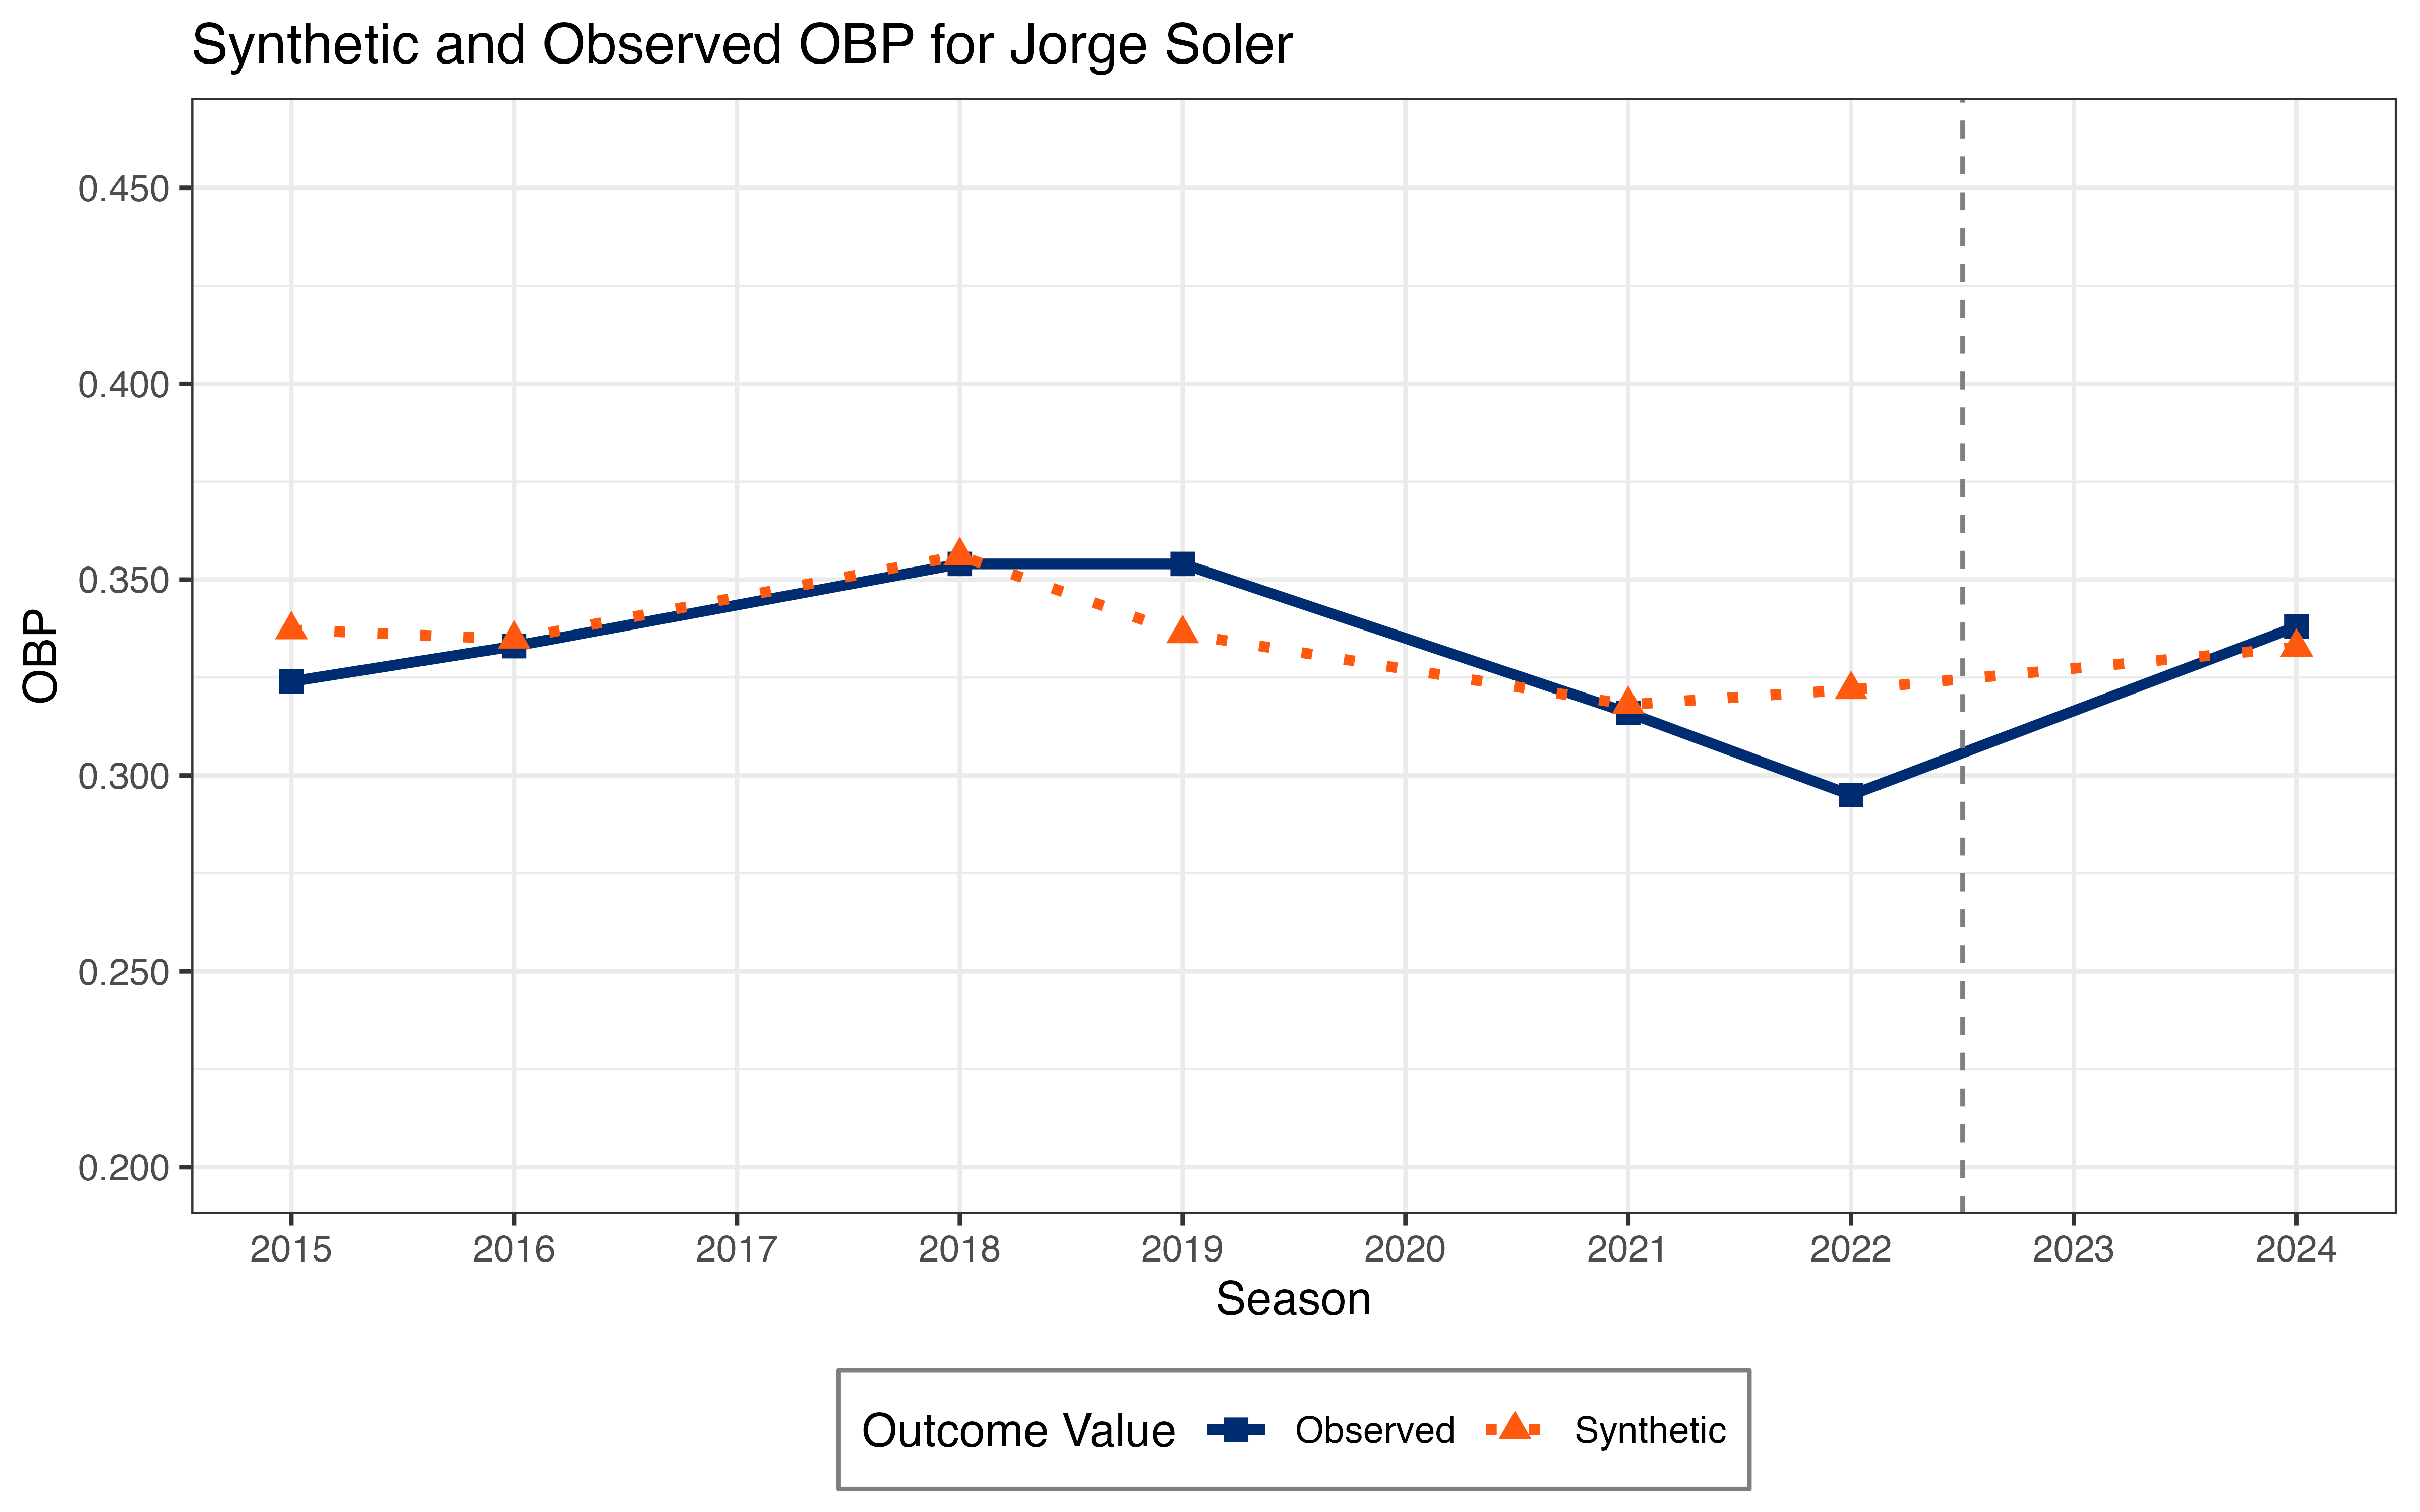 Synthetic and Observed OBP for Jorge Soler
OBP
0.450
0.400
0.350
0.300
0.250
0.200
2015 2016 2017 2018 2019 2020 2021 2022 2023 2024
Season
Outcome Value Observed Synthetic